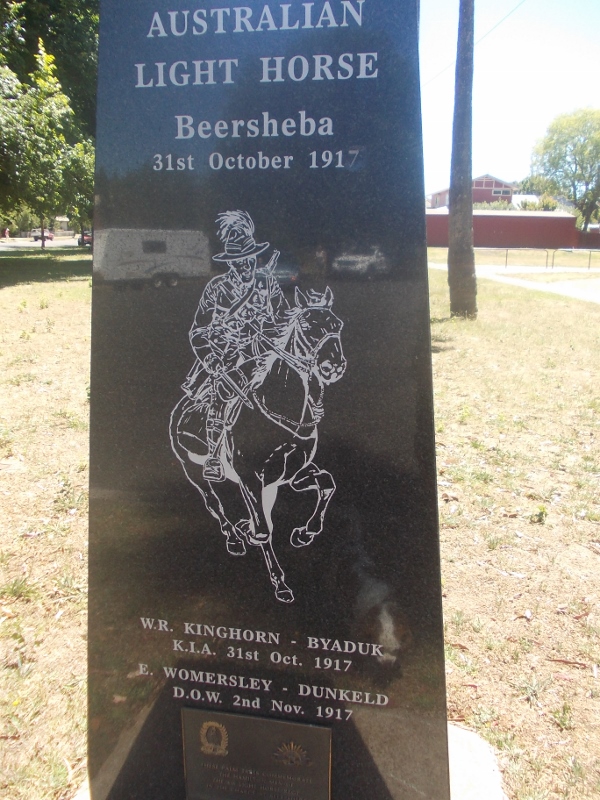 AUSTRALIAN
LIGHT HORSE
Beersheba
31st October 1917
W.R. KINGHORN - BYADUK
K.I.A. 31st Oct. 1917
E. WOMERSLEY - DUNKELD
D.O.W. 2nd Nov. 1917